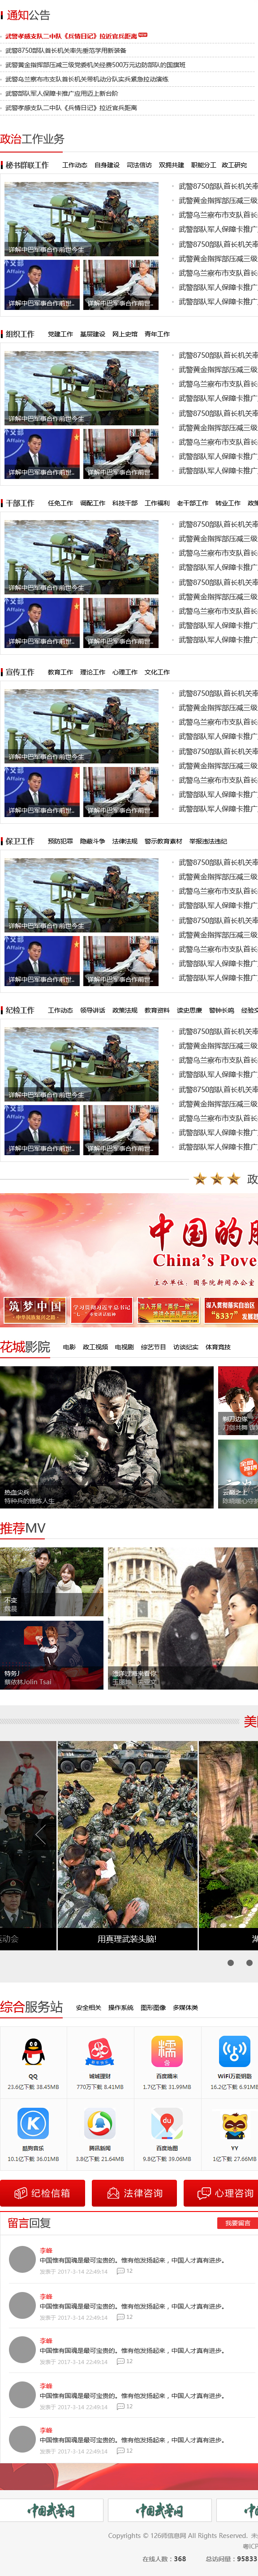 通知公告
武警孝感支队二中队《兵情日记》拉近官兵距离
武警8750部队首长机关率先垂范学用新装备
武警黄金指挥部压减三级党委机关经费500万元边防部队的国旗班
武警乌兰察布市支队首长机关带机动分队实兵紧急拉动演练
武警部队军人保障卡推广应用迈上新台阶
武警孝感支队二中队《兵情日记》拉近官兵距离
政治工作业务
秘书群联工作 工作动态 自身建设 司法信访 双拥共建 职能分工 政工研究
武警8750部队首长机关率
武警黄金指挥部压减三级
武警乌兰察布市支队首长
武警部队军人保障卡推广
武警8750部队首长机关率
武警黄金指挥部压减三级
武警乌兰察布市支队首长
武警部队军人保障卡推广
武警部队军人保障卡推广
详解中巴军事合作前世今生
详解中巴军事合作前世.. 详解中巴军事合作前世..
组织工作 党建工作 基层建设 网上史馆 青年工作
武警8750部队首长机关率
武警黄金指挥部压减三级
武警乌兰察布市支队首长
武警部队军人保障卡推广
武警8750部队首长机关率
武警黄金指挥部压减三级
武警乌兰察布市支队首长
武警部队军人保障卡推广
武警部队军人保障卡推广
详解中巴军事合作前世今生
详解中巴军事合作前世.. 详解中巴军事合作前世..
干部工作 任免工作 调配工作 科技干部 工作福利 老干部工作 转业工作 政策
武警8750部队首长机关率
武警黄金指挥部压减三级
武警乌兰察布市支队首长
武警部队军人保障卡推广
武警8750部队首长机关率
武警黄金指挥部压减三级
武警乌兰察布市支队首长
武警部队军人保障卡推广
武警部队军人保障卡推广
详解中巴军事合作前世今生
详解中巴军事合作前世.. 详解中巴军事合作前世..
宣传工作 教育工作 理论工作 心理工作 文化工作
武警8750部队首长机关率
武警黄金指挥部压减三级
武警乌兰察布市支队首长
武警部队军人保障卡推广
武警8750部队首长机关率
武警黄金指挥部压减三级
武警乌兰察布市支队首长
武警部队军人保障卡推广
武警部队军人保障卡推广
详解中巴军事合作前世今生
详解中巴军事合作前世.. 详解中巴军事合作前世..
保卫工作 预防犯罪 隐蔽斗争 法律法规 警示教育素材 举报违法违纪
武警8750部队首长机关率
武警黄金指挥部压减三级
武警乌兰察布市支队首长
武警部队军人保障卡推广
武警8750部队首长机关率
武警黄金指挥部压减三级
武警乌兰察布市支队首长
武警部队军人保障卡推广
武警部队军人保障卡推广
详解中巴军事合作前世今生
详解中巴军事合作前世.. 详解中巴军事合作前世..
纪检工作 工作动态 领导讲话 政策法规 教育资料 读史思廉 警钟长鸣 经验交
武警8750部队首长机关率
武警黄金指挥部压减三级
武警乌兰察布市支队首长
武警部队军人保障卡推广
武警8750部队首长机关率
武警黄金指挥部压减三级
武警乌兰察布市支队首长
武警部队军人保障卡推广
武警部队军人保障卡推广
详解中巴军事合作前世今生
详解中巴军事合作前世.. 详解中巴军事合作前世..
政
中国的
China's Pove
主办单位：国务院新闻办公室
筑梦中国
中华民族复兴之路
学习贯彻习近平总书记
深入开展“两学一做”
深入贯彻落实自治区
“8337”发展
花城影院 电影 政工视频 电视剧 综艺节目 访谈纪实 体育竞技
热血尖兵
特种兵的锤炼人生
云巅之上
推荐MV
不变
特务J
蔡依林Jolin Tsai
漂洋过海来看你
美
运动会
用真理武装头脑!
综合服务站 安全相关 操作系统 图形图像 多媒体类
QQ
23.6亿下载 38.45MB
铜城理财
770万下载 8.41MB
百度糯米
1.7亿下载 31.99MB
WiFi万能钥匙
16.2亿下载 6.91MB
酷狗音乐
10.1亿下载 36.01MB
腾讯新闻
3.8亿下载 21.64MB
百度地图
9.8亿下载 39.06MB
YY
1亿下载 27.66MB
纪检信箱 法律咨询 心理咨询
留言回复 我要留言
李峰
中国惟有国魂是最可宝贵的。惟有他发扬起来，中国人才真有进步。
发表于 2017-3-14 22:49:14 12
李峰
中国惟有国魂是最可宝贵的。惟有他发扬起来，中国人才真有进步。
发表于 2017-3-14 22:49:14 12
李峰
中国惟有国魂是最可宝贵的。惟有他发扬起来，中国人才真有进步。
发表于 2017-3-14 22:49:14 12
李峰
中国惟有国魂是最可宝贵的。惟有他发扬起来，中国人才真有进步。
发表于 2017-3-14 22:49:14 12
李峰
中国惟有国魂是最可宝贵的。惟有他发扬起来，中国人才真有进步。
发表于 2017-3-14 22:49:14 12
中国武警网 中国武警网 中
Copyrights © 126师信息网 All Rights Reserved. 未
粤ICP
在线人数：368 总访问量：95833